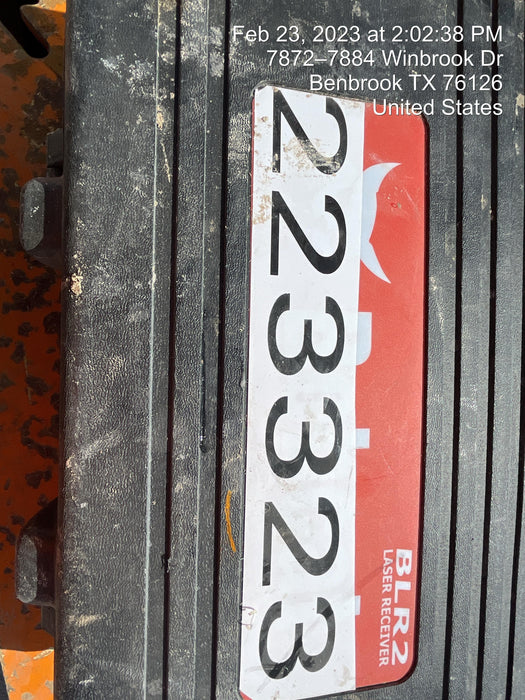 Feb 23, 2023 at 2:02:38 PM
7872–7884 Winbrook Dr
Benbrook TX 76126
United States
223323
BLR2
LASER RECEIVER